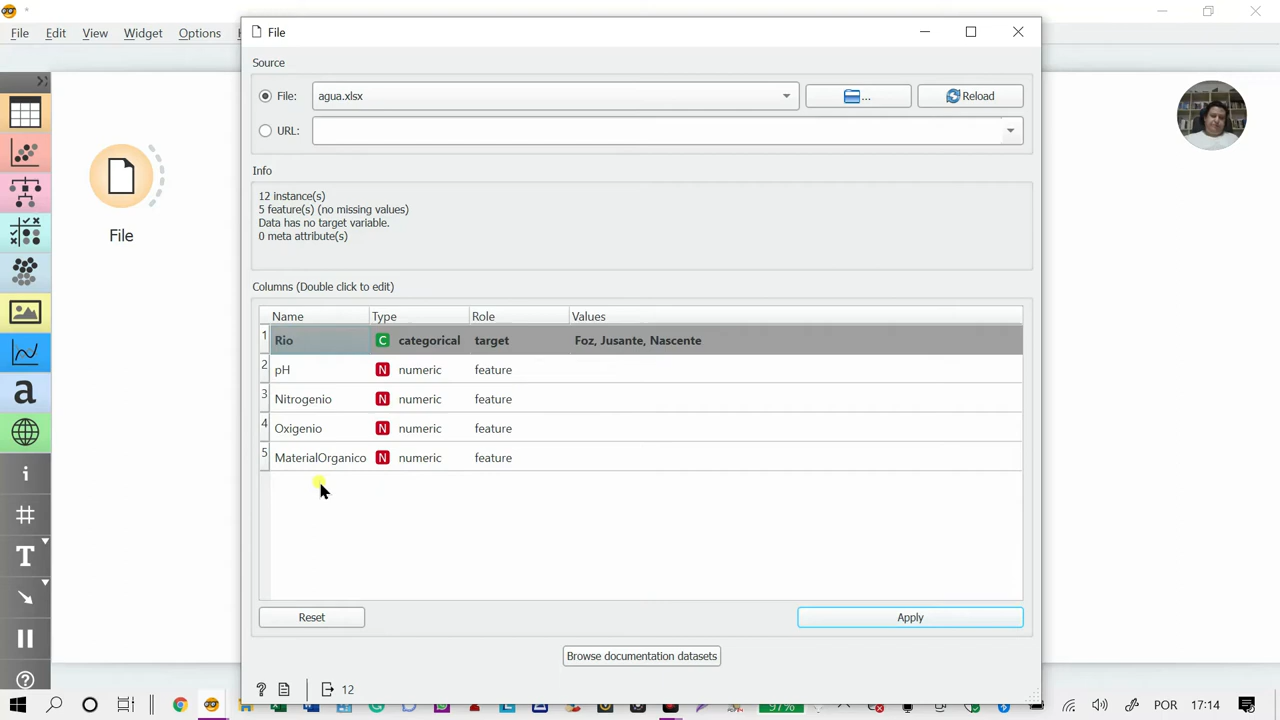 File Edit View Widget Options
File
Source
File: agua.xlsx ... Reload
URL:
Info
12 instance(s)
5 feature(s) (no missing values)
Data has no target variable.
0 meta attribute(s)
File
Columns (Double click to edit)
Name Type Role Values
1 Rio C categorical target Foz, Jusante, Nascente
2 pH N numeric feature
3 Nitrogenio N numeric feature
4 Oxigenio N numeric feature
5 MaterialOrganico N numeric feature
Reset Apply
Browse documentation datasets
? 12
97% POR 17:14